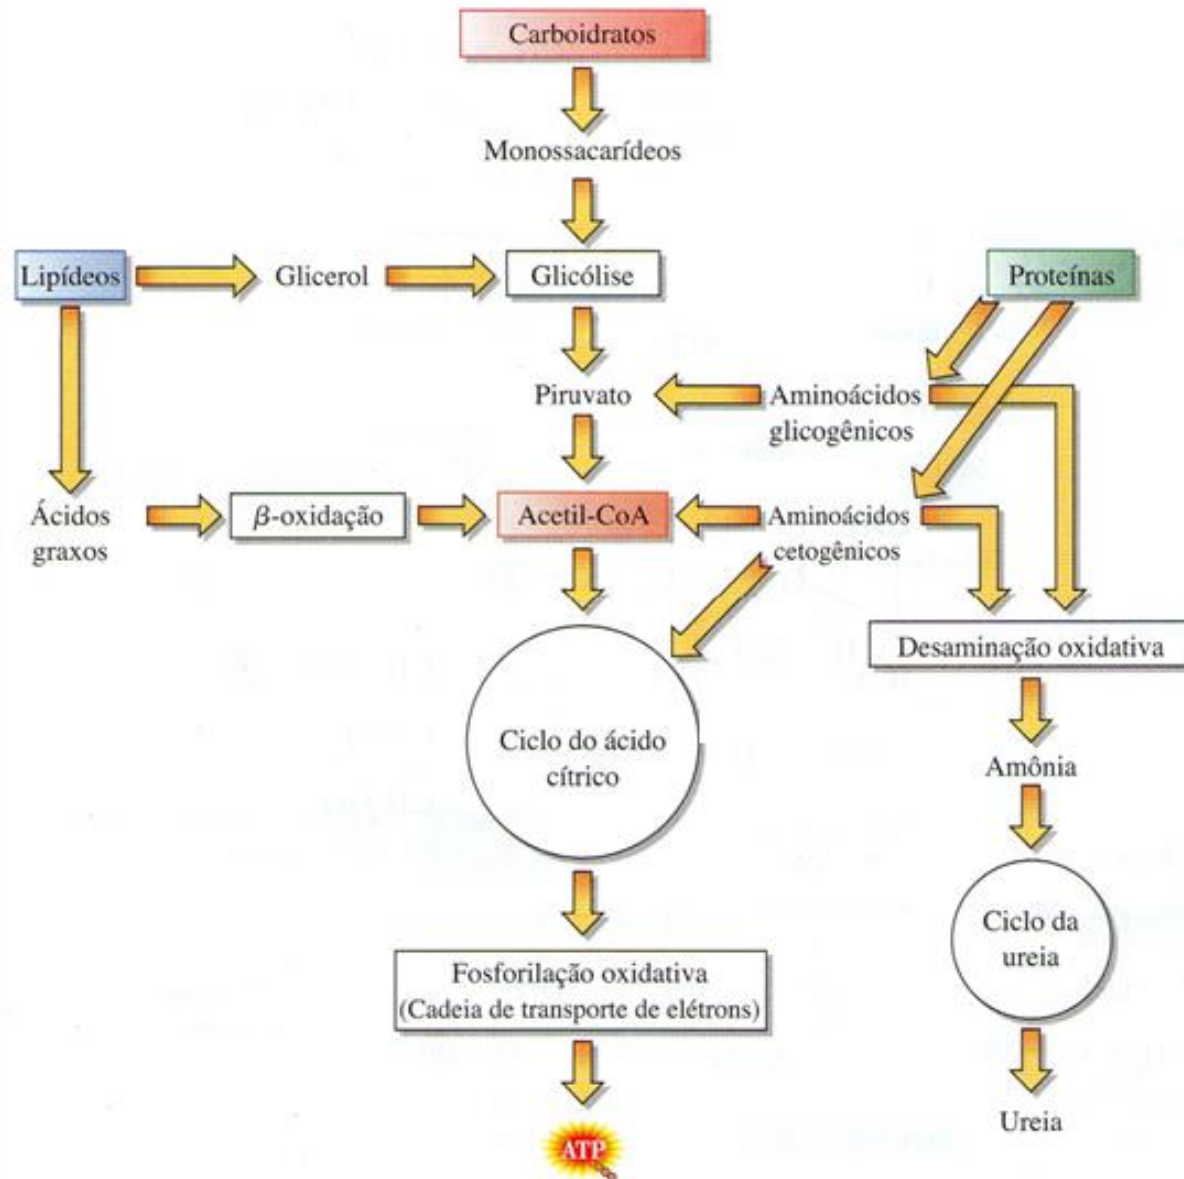 Carboidratos
Monossacarídeos
Lipídeos
Glicerol
Glicólise
Proteínas
Piruvato
Aminoácidos
glicogênicos
Ácidos
graxos
β-oxidação
Acetil-CoA
Aminoácidos
cetogênicos
Desaminação oxidativa
Ciclo do ácido
cítrico
Amônia
Ciclo da
ureia
Fosforilação oxidativa
(Cadeia de transporte de elétrons)
Ureia
ATP